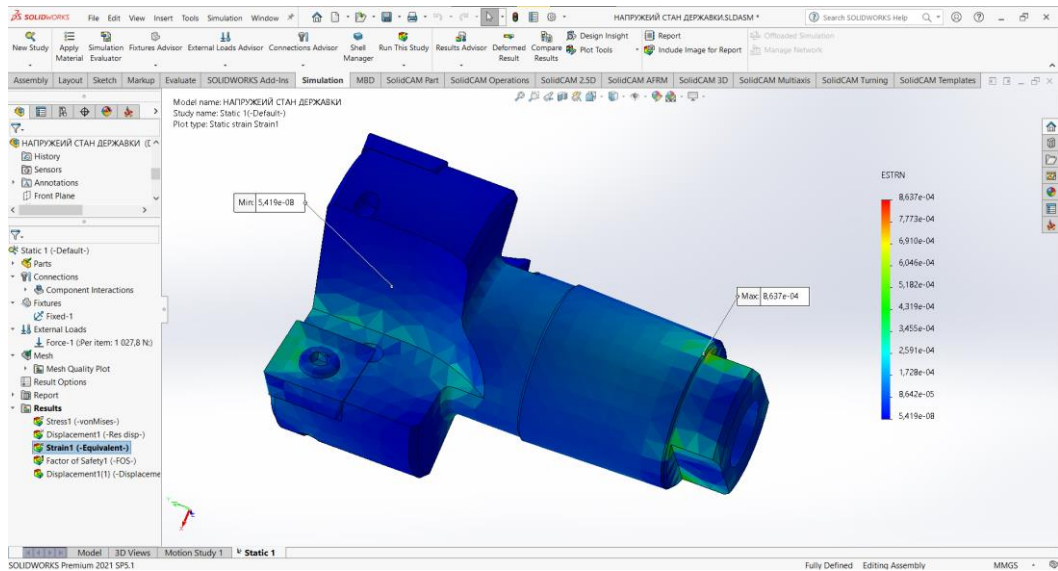 SOLIDWORKS File Edit View Insert Tools Simulation Window НАПРУЖЕИЙ СТАН ДЕРЖАВКИ.SLDASM * Search SOLIDWORKS Help
New Study Apply Material Simulation Evaluator Fixtures Advisor External Loads Advisor Connections Advisor Shell Manager Run This Study Results Advisor Deformed Result Compare Results Design Insight Plot Tools Report Include Image for Report Offloaded Simulation Manage Network
Assembly Layout Sketch Markup Evaluate SOLIDWORKS Add-Ins Simulation MBD SolidCAM Part SolidCAM Operations SolidCAM 2.5D SolidCAM AFRM SolidCAM 3D SolidCAM Multiaxis SolidCAM Turning SolidCAM Templates
Model name: НАПРУЖЕИЙ СТАН ДЕРЖАВКИ
Study name: Static 1(-Default-)
Plot type: Static strain Strain1
НАПРУЖЕИЙ СТАН ДЕРЖАВКИ (
History
Sensors
Annotations
Front Plane
Static 1 (-Default-)
Parts
Connections
Component Interactions
Fixtures
Fixed-1
External Loads
Force-1 (:Per item: 1 027,8 N:)
Mesh
Mesh Quality Plot
Result Options
Report
Results
Stress1 (-vonMises-)
Displacement1 (-Res disp-)
Strain1 (-Equivalent-)
Factor of Safety1 (-FOS-)
Displacement1(1) (-Displaceme
Min: 5,419e-08
Max: 8,637e-04
ESTRN
8,637e-04
7,773e-04
6,910e-04
6,046e-04
5,182e-04
4,319e-04
3,455e-04
2,591e-04
1,728e-04
8,642e-05
5,419e-08
Model 3D Views Motion Study 1 Static 1
SOLIDWORKS Premium 2021 SP5.1 Fully Defined Editing Assembly MMGS